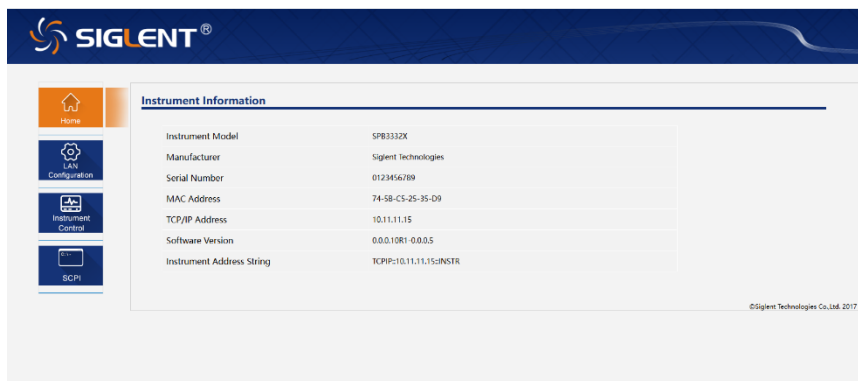 SIGLENT®
Home
LAN
Configuration
Instrument
Control
SCPI
Instrument Information
Instrument Model SPB3332X
Manufacturer Siglent Technologies
Serial Number 0123456789
MAC Address 74-5B-C5-25-35-D9
TCP/IP Address 10.11.11.15
Software Version 0.0.0.10R1-0.0.0.5
Instrument Address String TCPIP::10.11.11.15::INSTR
©Siglent Technologies Co.,Ltd. 2017